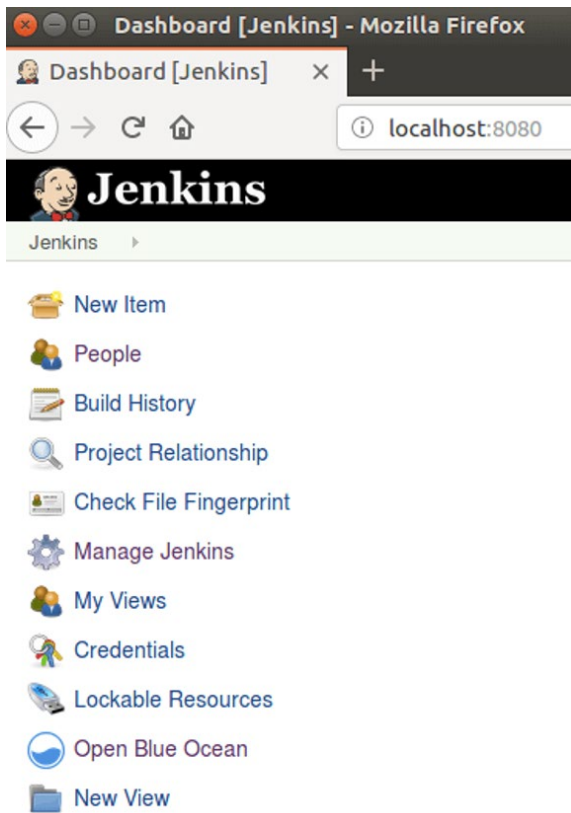 Dashboard [Jenkins] - Mozilla Firefox
Dashboard [Jenkins]
localhost:8080
Jenkins
Jenkins
New Item
People
Build History
Project Relationship
Check File Fingerprint
Manage Jenkins
My Views
Credentials
Lockable Resources
Open Blue Ocean
New View